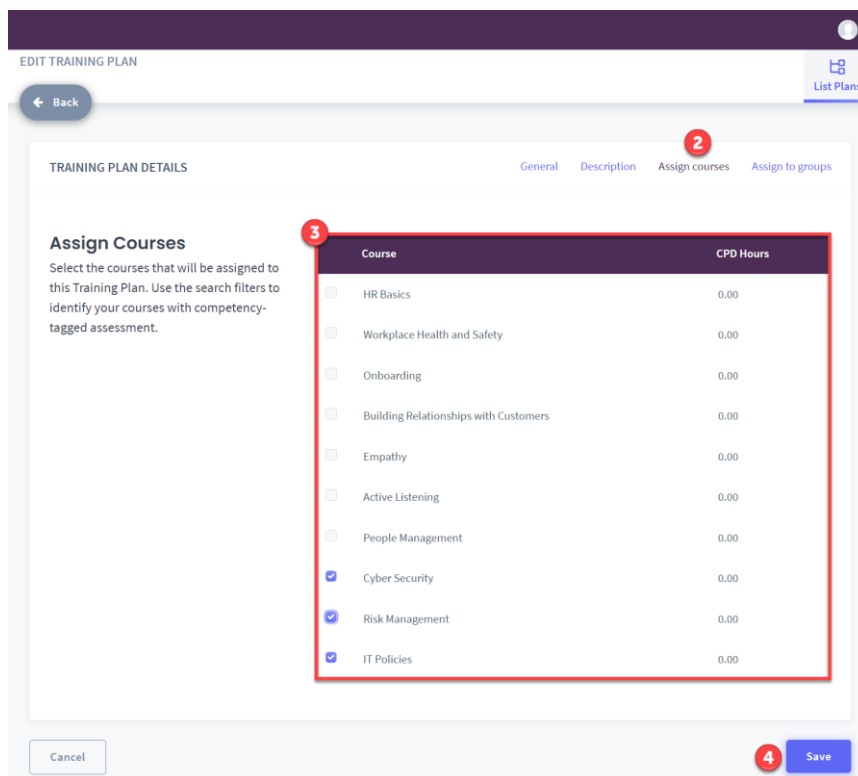 EDIT TRAINING PLAN
List Plans
Back
2
TRAINING PLAN DETAILS
General Description Assign courses Assign to groups
3
Assign Courses
Select the courses that will be assigned to
this Training Plan. Use the search filters to
identify your courses with competency-
tagged assessment.
Course CPD Hours
HR Basics 0.00
Workplace Health and Safety 0.00
Onboarding 0.00
Building Relationships with Customers 0.00
Empathy 0.00
Active Listening 0.00
People Management 0.00
Cyber Security 0.00
Risk Management 0.00
IT Policies 0.00
Cancel
4
Save